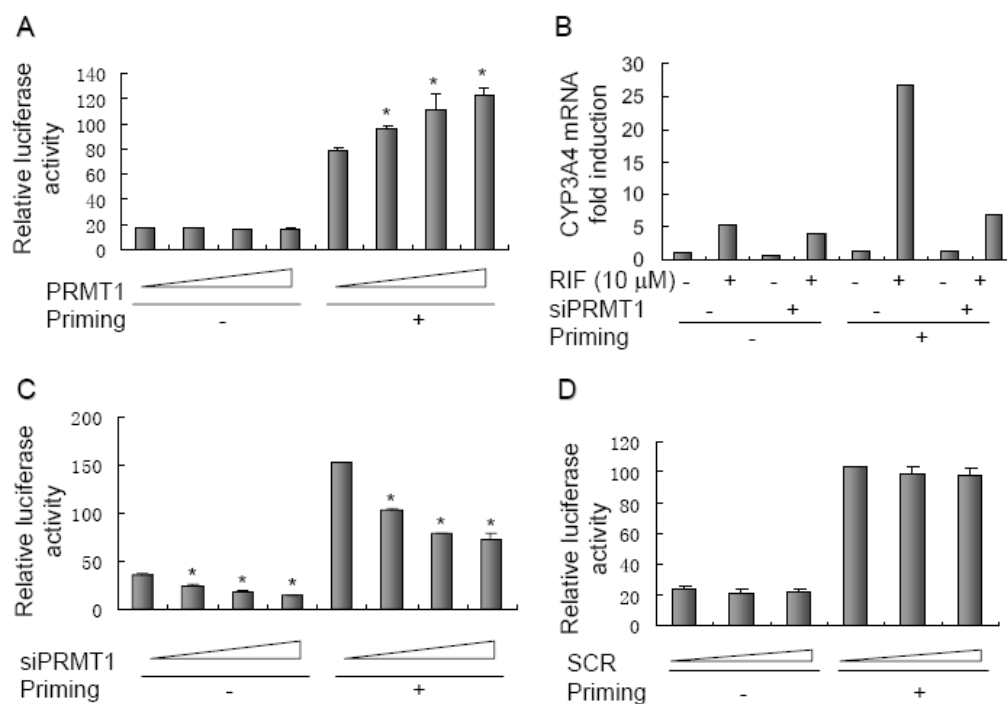 A
Relative luciferase
activity
140
120
100
80
60
40
20
0
* * *
PRMT1
Priming - +
B
CYP3A4 mRNA
fold induction
30
25
20
15
10
5
0
RIF (10 μM) - + - + - + - +
siPRMT1 - + - +
Priming - +
C
Relative luciferase
activity
200
150
100
50
0
* * * * * *
siPRMT1
Priming - +
D
Relative luciferase
activity
120
100
80
60
40
20
0
SCR
Priming - +